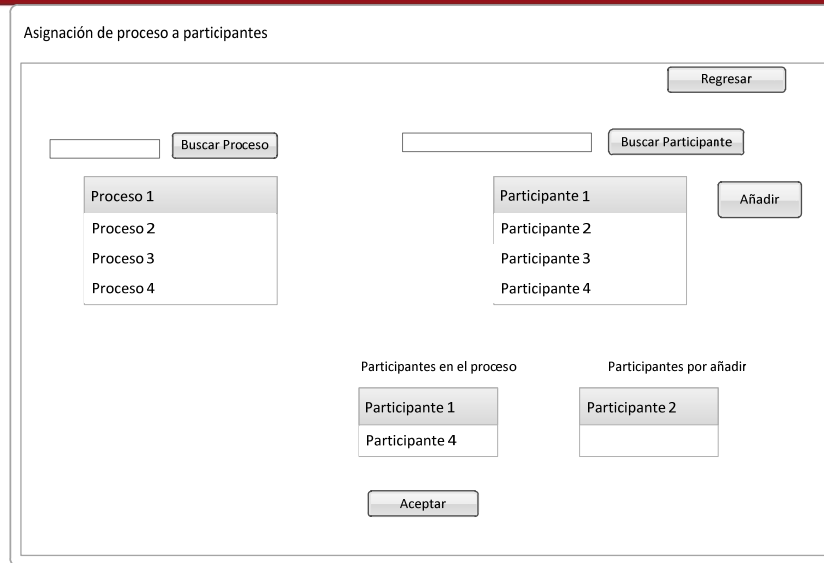 Asignación de proceso a participantes
Regresar
Buscar Proceso
Buscar Participante
Proceso 1
Proceso 2
Proceso 3
Proceso 4
Participante 1
Participante 2
Participante 3
Participante 4
Añadir
Participantes en el proceso
Participante 1
Participante 4
Participantes por añadir
Participante 2
Aceptar